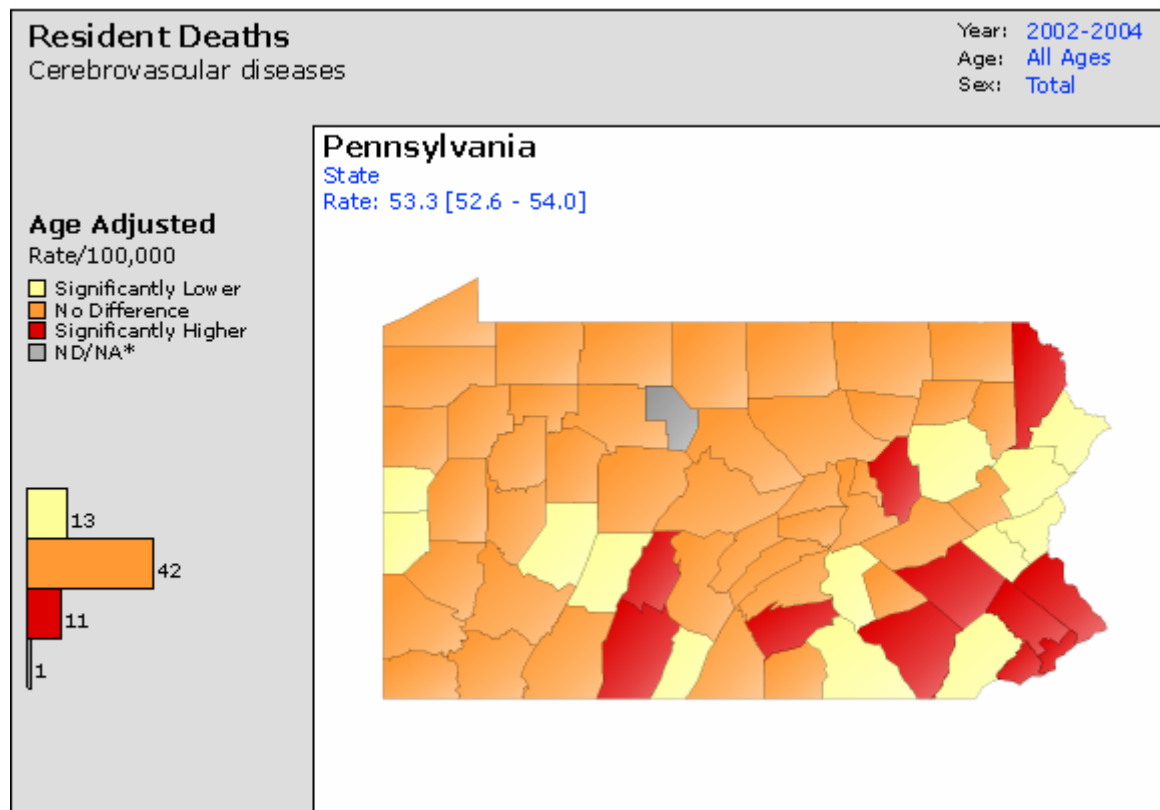 Resident Deaths
Cerebrovascular diseases
Year: 2002-2004
Age: All Ages
Sex: Total
Pennsylvania
State
Rate: 53.3 [52.6 - 54.0]
Age Adjusted
Rate/100,000
Significantly Lower
No Difference
Significantly Higher
ND/NA*
13
42
11
1